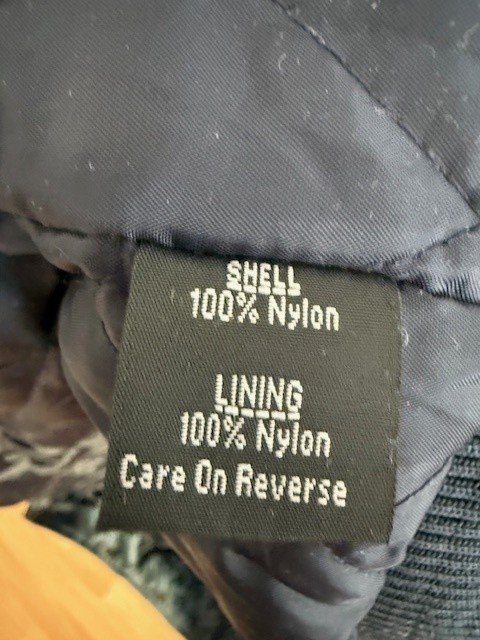 SHELL
100% Nylon
LINING
100% Nylon
Care On Reverse